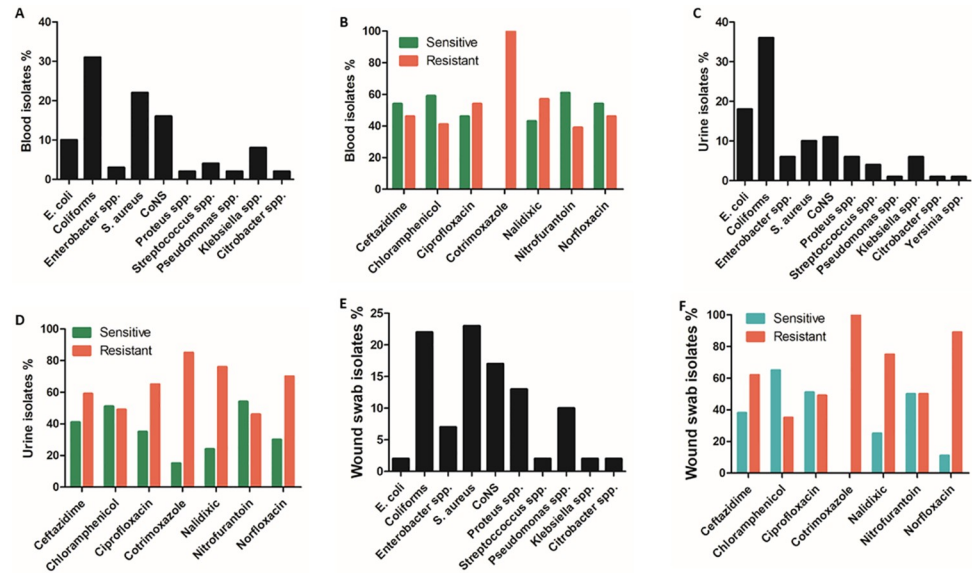 A
Blood isolates %
40
30
20
10
0
E. coli
Coliforms
Enterobacter spp.
S. aureus
CoNS
Proteus spp.
Streptococcus spp.
Pseudomonas spp.
Klebsiella spp.
Citrobacter spp.
B
Blood isolates %
100
80
60
40
20
0
Sensitive
Resistant
Ceftazidime
Chloramphenicol
Ciprofloxacin
Cotrimoxazole
Nalidixic
Nitrofurantoin
Norfloxacin
C
Urine isolates %
40
30
20
10
0
E. coli
Coliforms
Enterobacter spp.
S. aureus
CoNS
Proteus spp.
Streptococcus spp.
Pseudomonas spp.
Klebsiella spp.
Citrobacter spp.
Yersinia spp.
D
Urine isolates %
100
80
60
40
20
0
Sensitive
Resistant
Ceftazidime
Chloramphenicol
Ciprofloxacin
Cotrimoxazole
Nalidixic
Nitrofurantoin
Norfloxacin
E
Wound swab isolates %
25
20
15
10
5
0
E. coli
Coliforms
Enterobacter spp.
S. aureus
CoNS
Proteus spp.
Streptococcus spp.
Pseudomonas spp.
Klebsiella spp.
Citrobacter spp.
F
Wound swab isolates %
100
80
60
40
20
0
Sensitive
Resistant
Ceftazidime
Chloramphenicol
Ciprofloxacin
Cotrimoxazole
Nalidixic
Nitrofurantoin
Norfloxacin